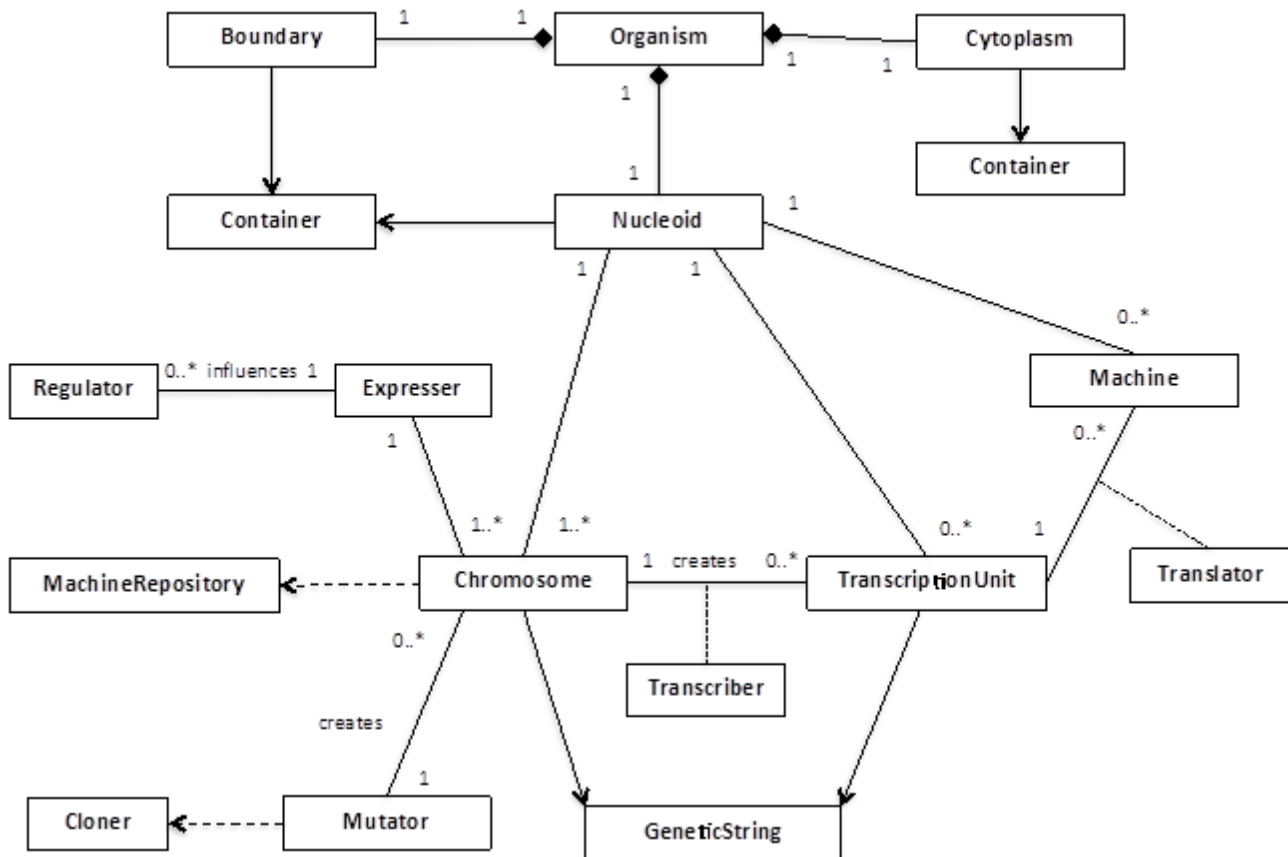 1 1
Boundary Organism Cytoplasm
1 1
1
Container
1 1
Container Nucleoid
1 1
0..*
0..* influences 1
Regulator Expresser Machine
1 0..*
1..* 1..* 0..* 1
1 creates 0..*
MachineRepository Chromosome TranscriptionUnit Translator
0..*
Transcriber
creates
1
Cloner Mutator GeneticString